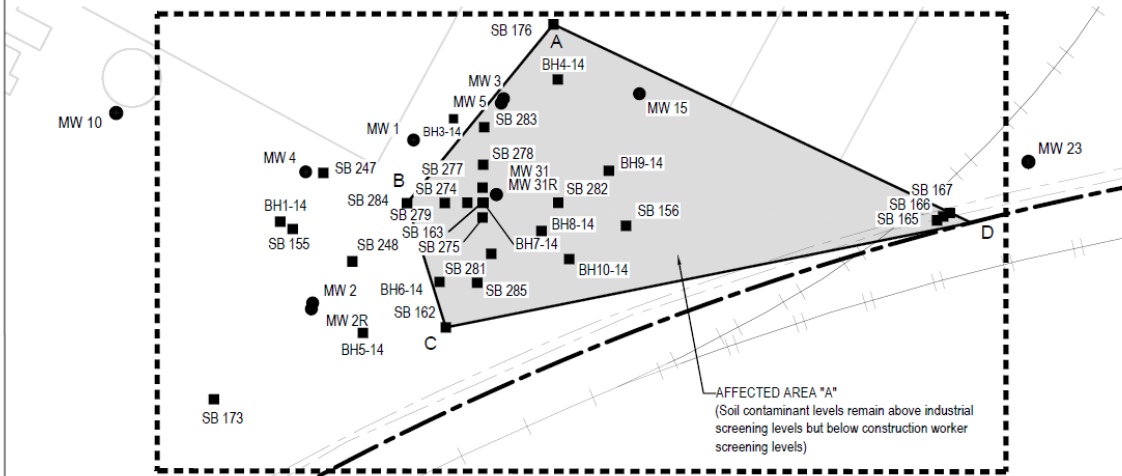 SB 176
A
BH4-14
MW 3
MW 5
MW 15
MW 10
SB 283
BH3-14
MW 1
MW 23
SB 278
SB 277
MW 4
SB 247
MW 31
MW 31R
BH9-14
SB 167
B
SB 274
SB 282
SB 166
SB 284
SB 165
BH1-14
SB 279
SB 156
SB 163
BH8-14
D
SB 155
SB 275
BH7-14
SB 248
BH10-14
SB 281
BH6-14
SB 285
MW 2
SB 162
MW 2R
C
BH5-14
AFFECTED AREA "A"
(Soil contaminant levels remain above industrial
screening levels but below construction worker
screening levels)
SB 173